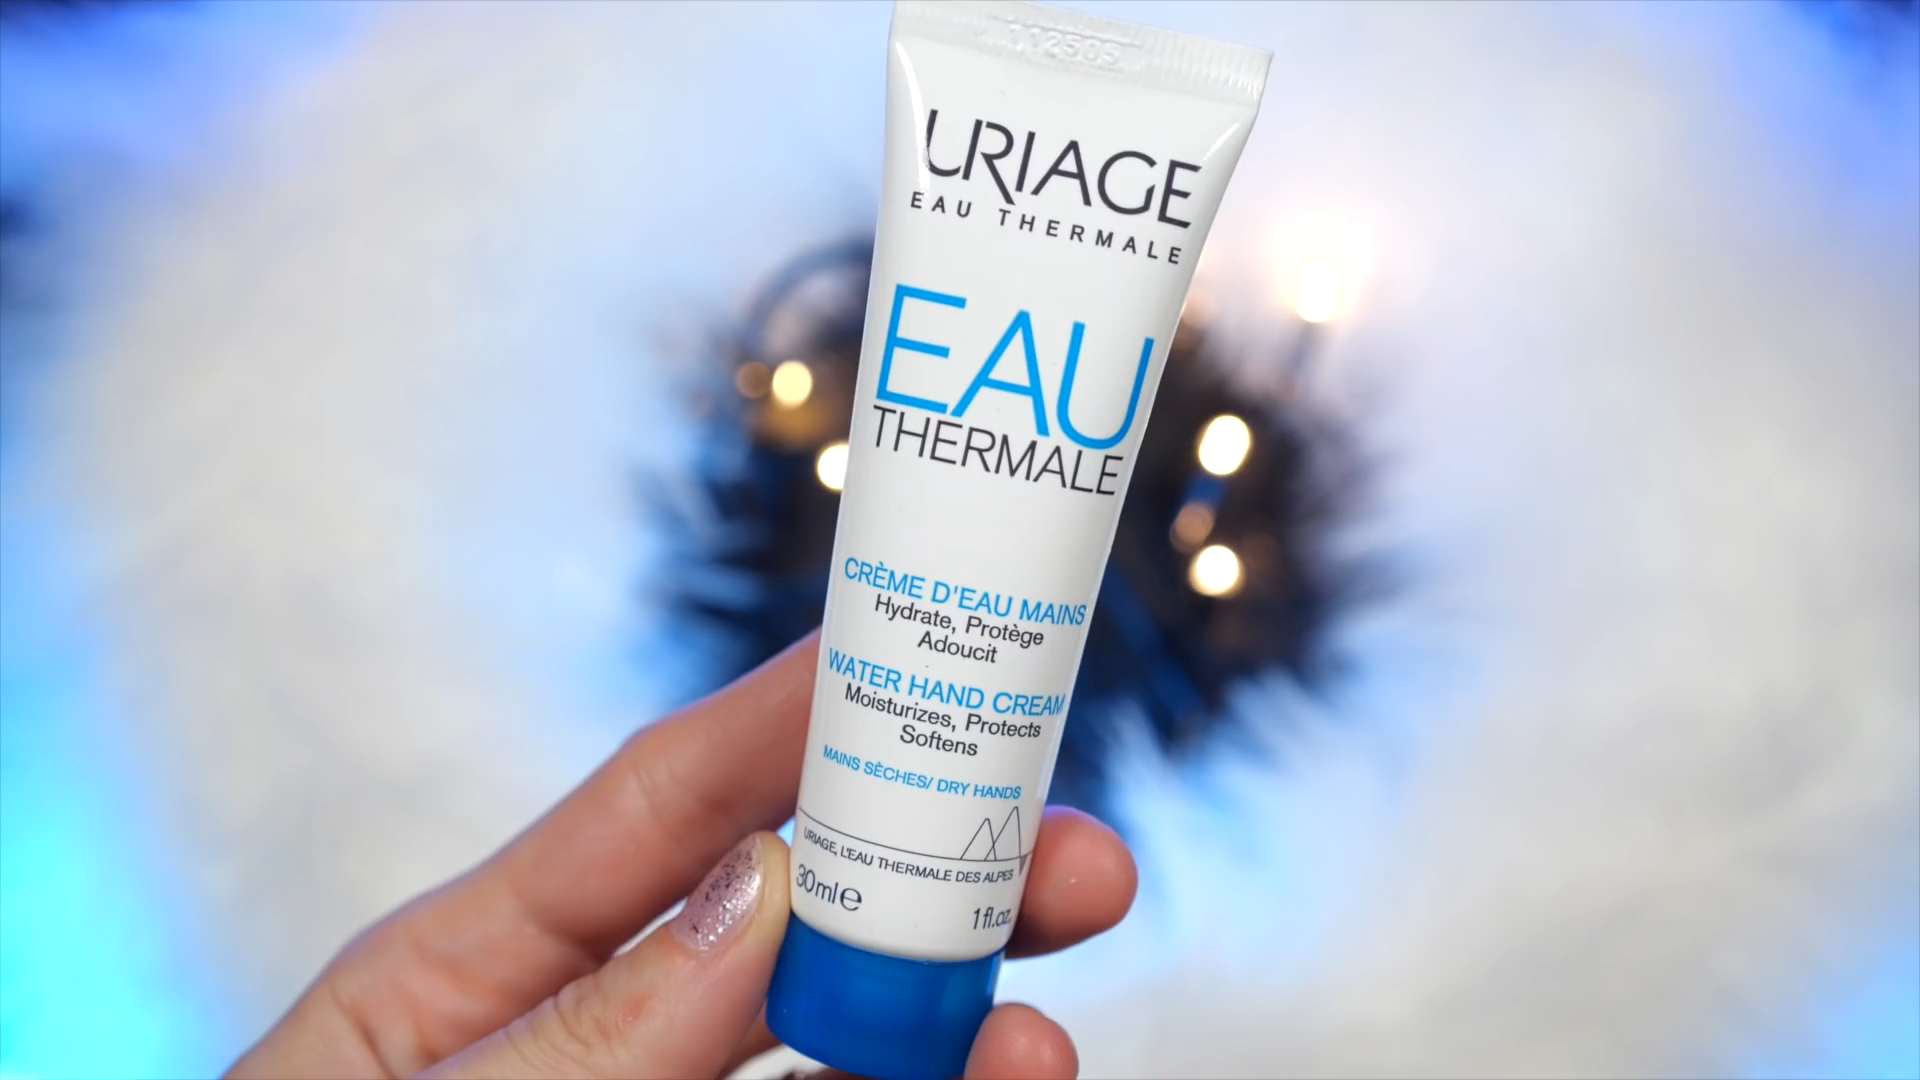 112505
URIAGE
EAU THERMALE
EAU
THERMALE
CRÈME D'EAU MAINS
Hydrate, Protège
Adoucit
WATER HAND CREAM
Moisturizes, Protects
Softens
MAINS SÈCHES/ DRY HANDS
URIAGE, L'EAU THERMALE DES ALPES
30ml℮
1fl.oz.